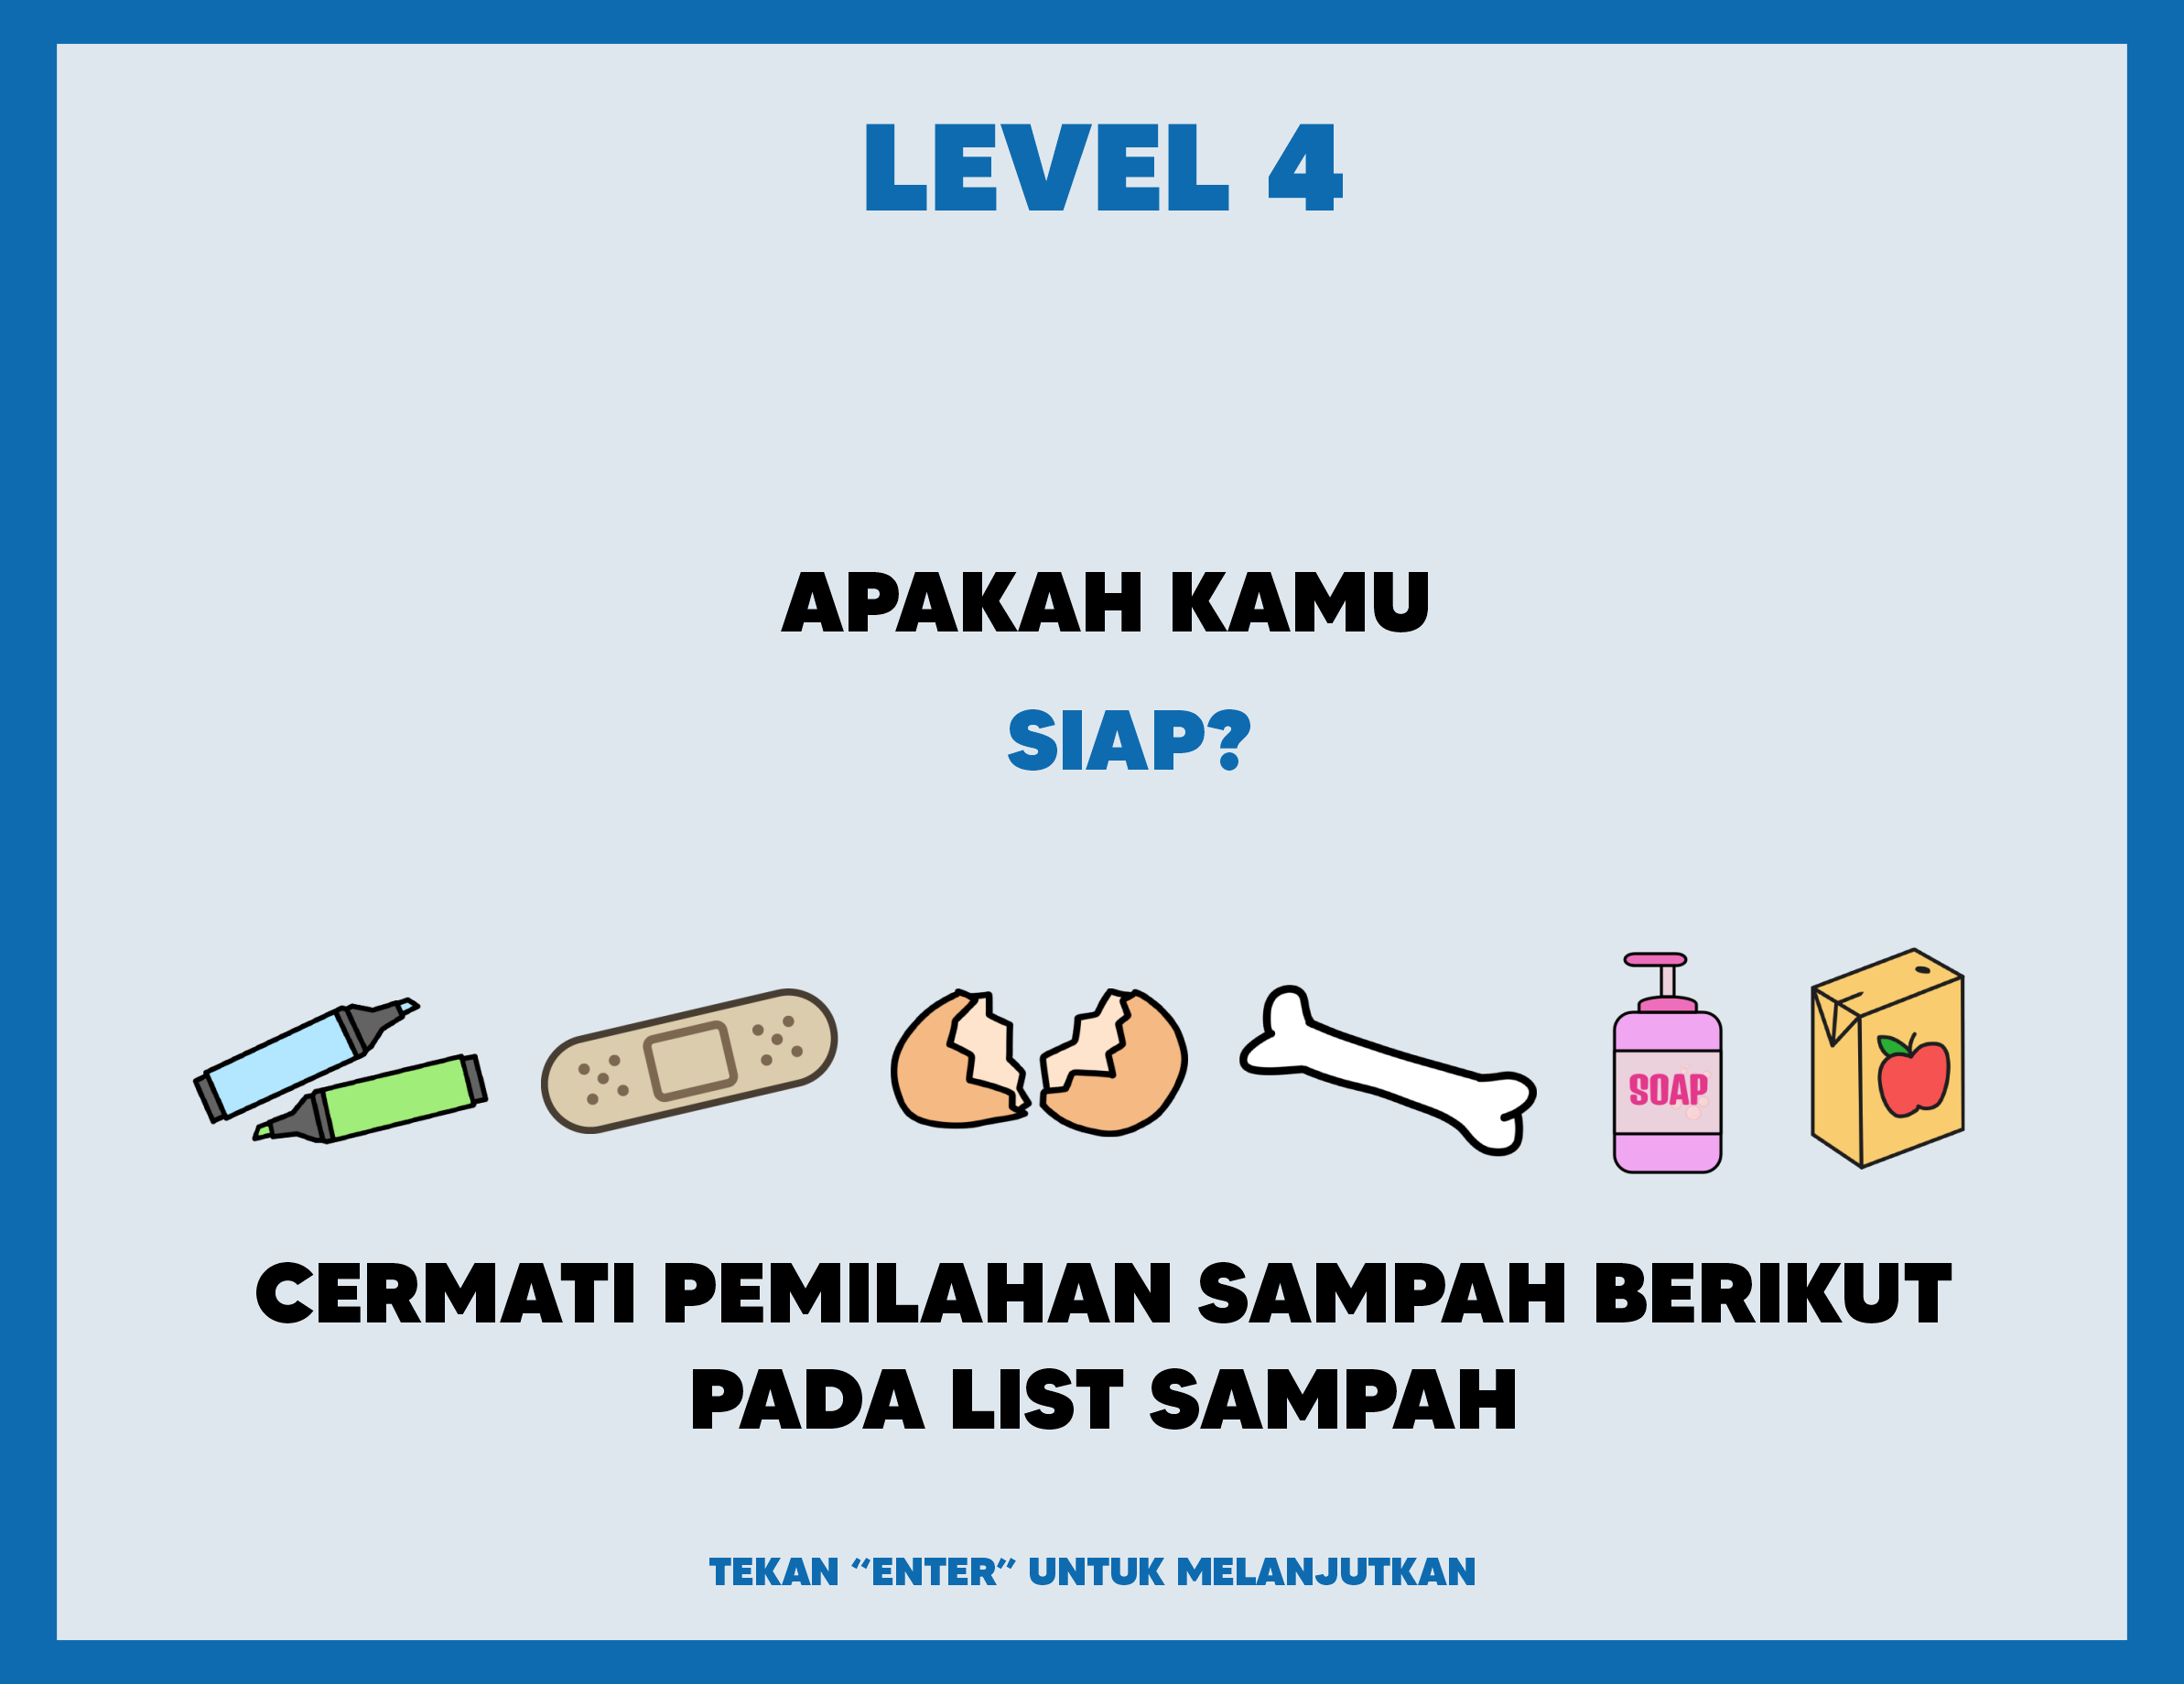 LEVEL 4
APAKAH KAMU
SIAP?
SOAP
CERMATI PEMILAHAN SAMPAH BERIKUT
PADA LIST SAMPAH
TEKAN "ENTER" UNTUK MELANJUTKAN